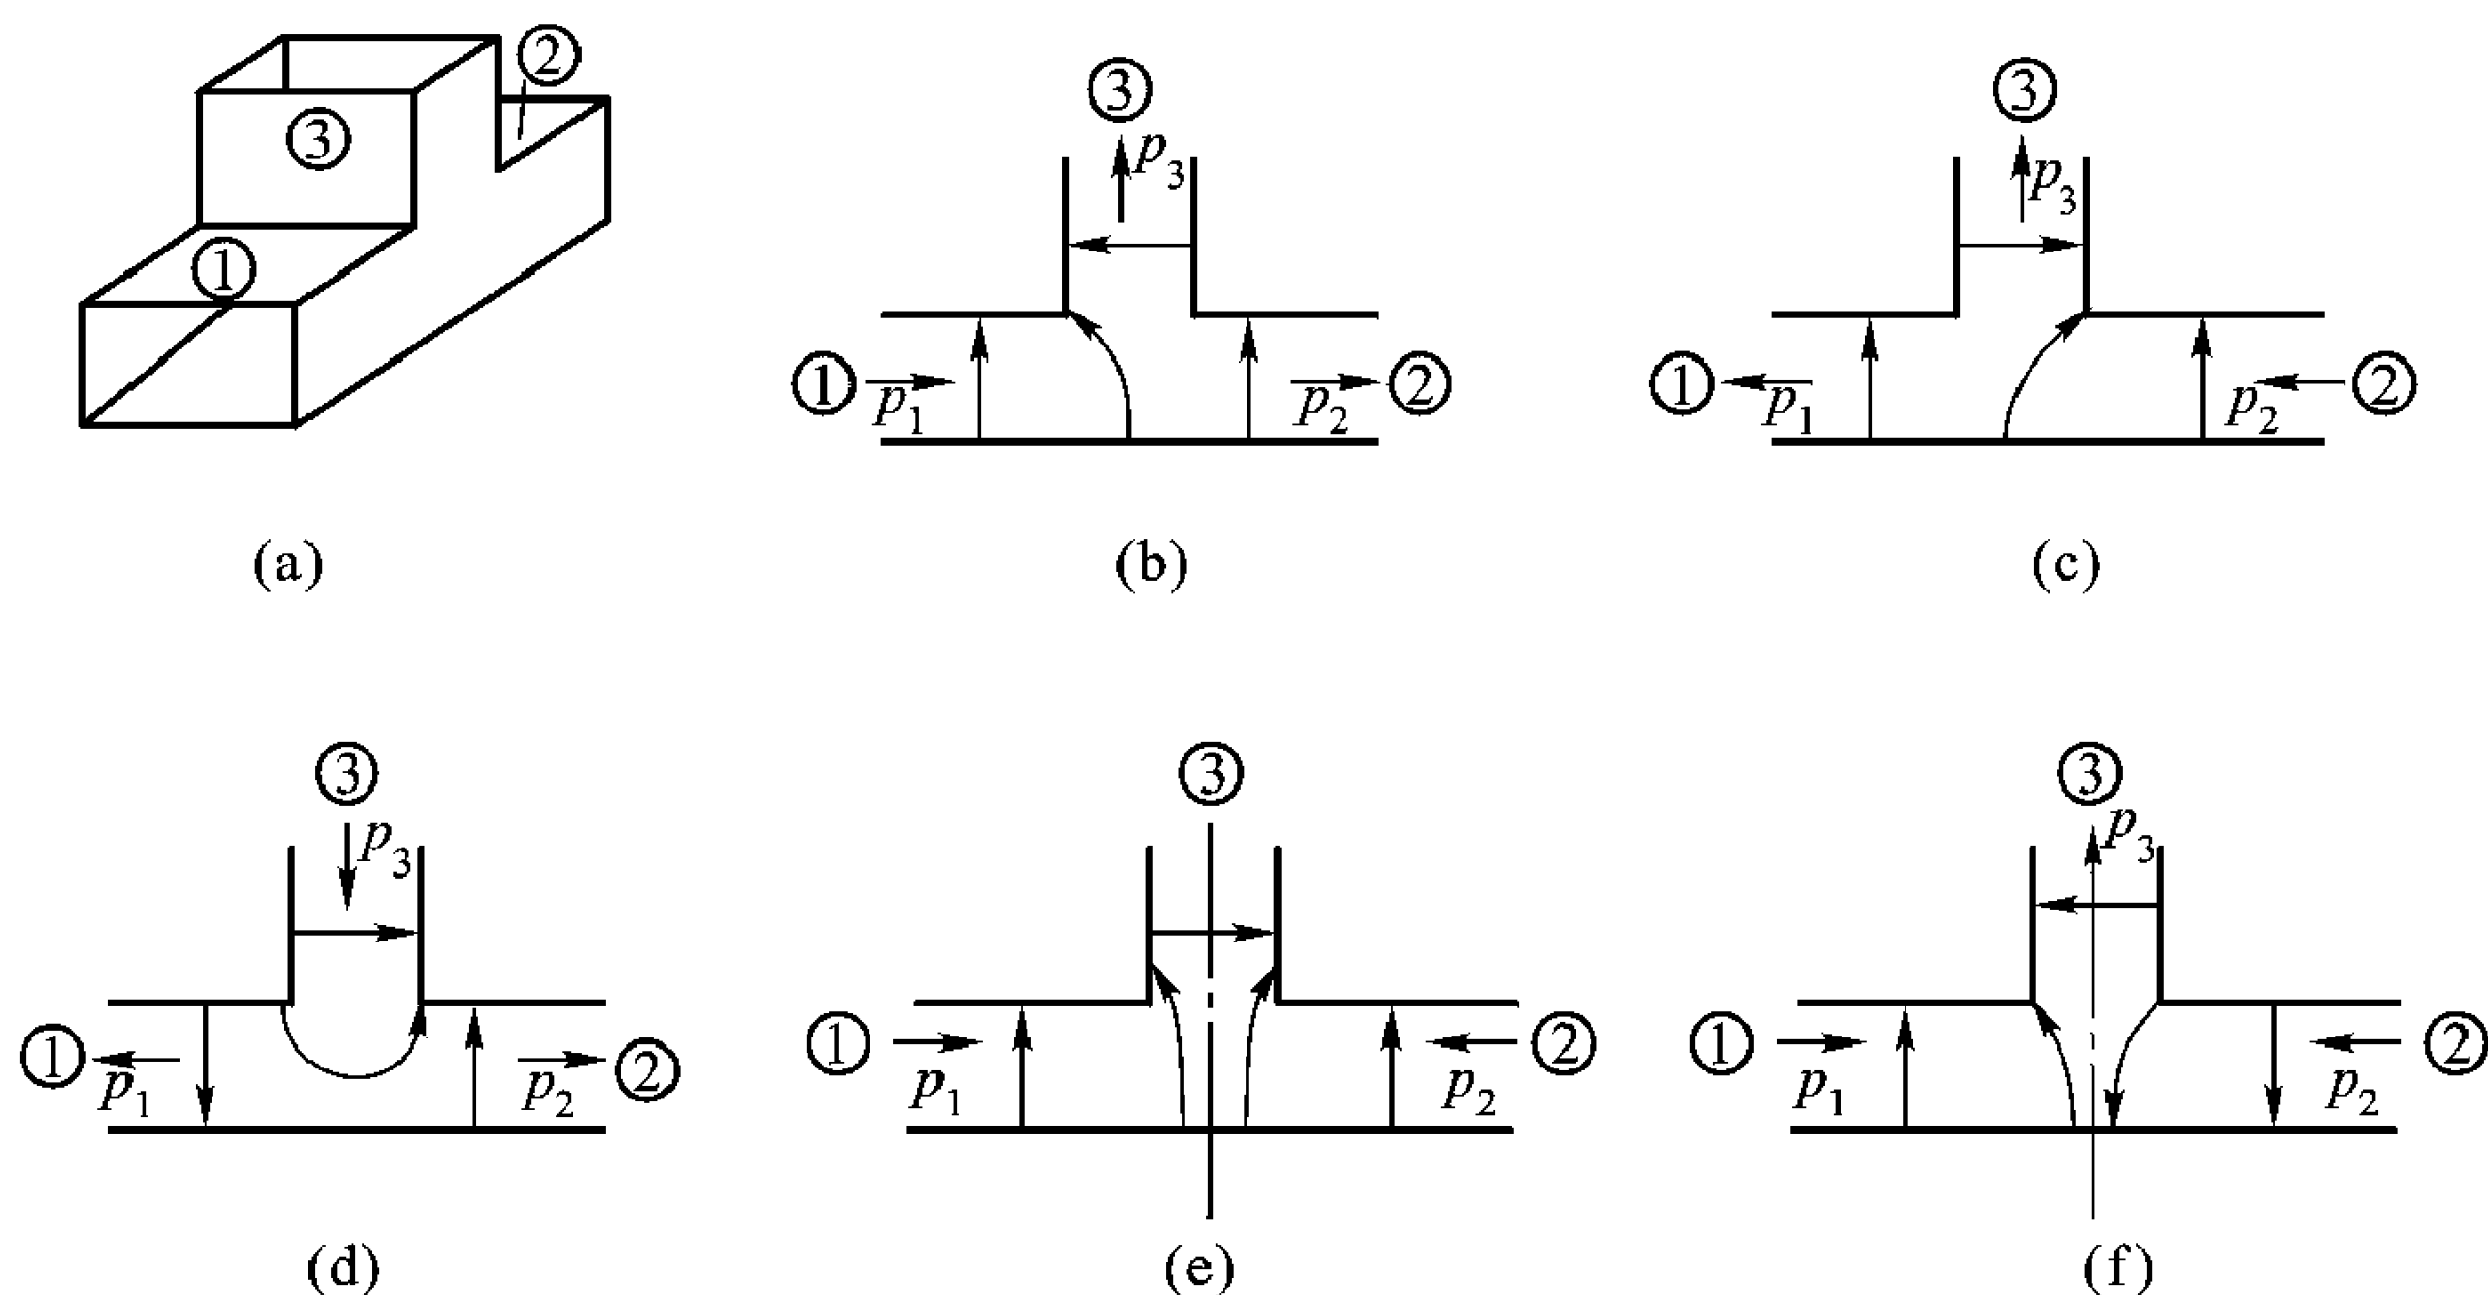 ②
③
①
(a)
③
p3
① p1
p2 ②
(b)
③
p3
① p1
p2 ②
(c)
③
p3
① p1
p2 ②
(d)
③
① p1
p2 ②
(e)
③
p3
① p1
p2 ②
(f)